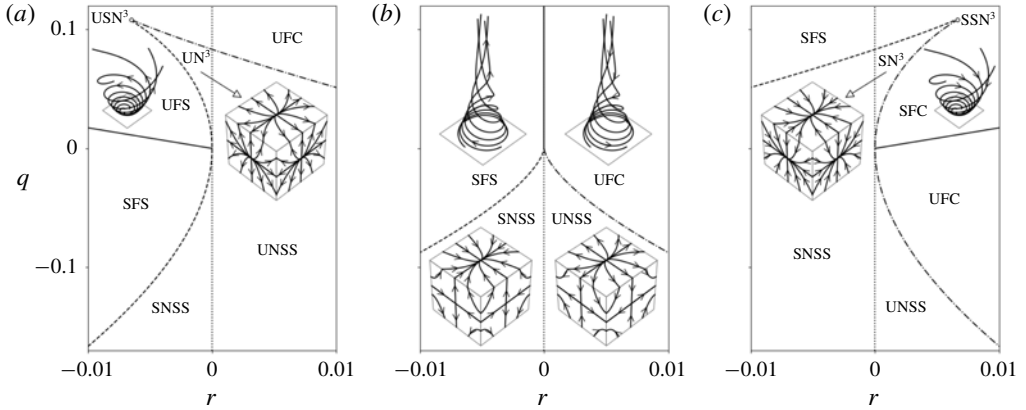 (a)
0.1
0
−0.1
q
USN³
UN³
UFC
UFS
SFS
UNSS
SNSS
−0.01 0 0.01
r
(b)
SFS
UFC
SNSS
UNSS
−0.01 0 0.01
r
(c)
SFS
SSN³
SN³
SFC
UFC
SNSS
UNSS
−0.01 0 0.01
r